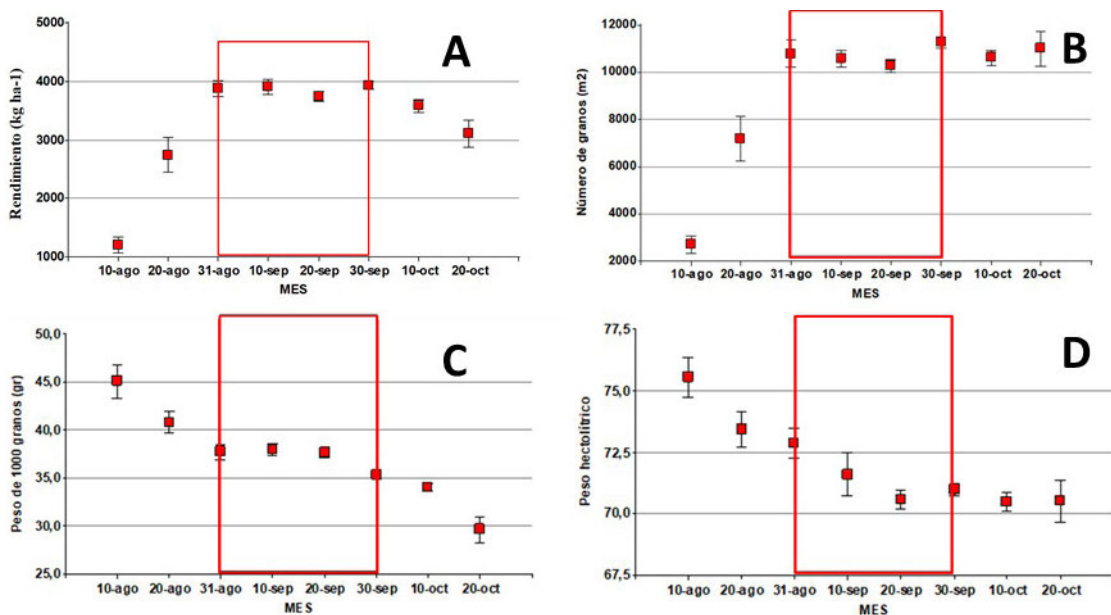 A
Rendimiento (kg ha-1)
5000
4000
3000
2000
1000
10-ago 20-ago 31-ago 10-sep 20-sep 30-sep 10-oct 20-oct
MES
B
Número de granos (m2)
12000
10000
8000
6000
4000
2000
10-ago 20-ago 31-ago 10-sep 20-sep 30-sep 10-oct 20-oct
MES
C
Peso de 1000 granos (gr)
50,0
45,0
40,0
35,0
30,0
25,0
10-ago 20-ago 31-ago 10-sep 20-sep 30-sep 10-oct 20-oct
MES
D
Peso hectolítrico
77,5
75,0
72,5
70,0
67,5
10-ago 20-ago 31-ago 10-sep 20-sep 30-sep 10-oct 20-oct
MES